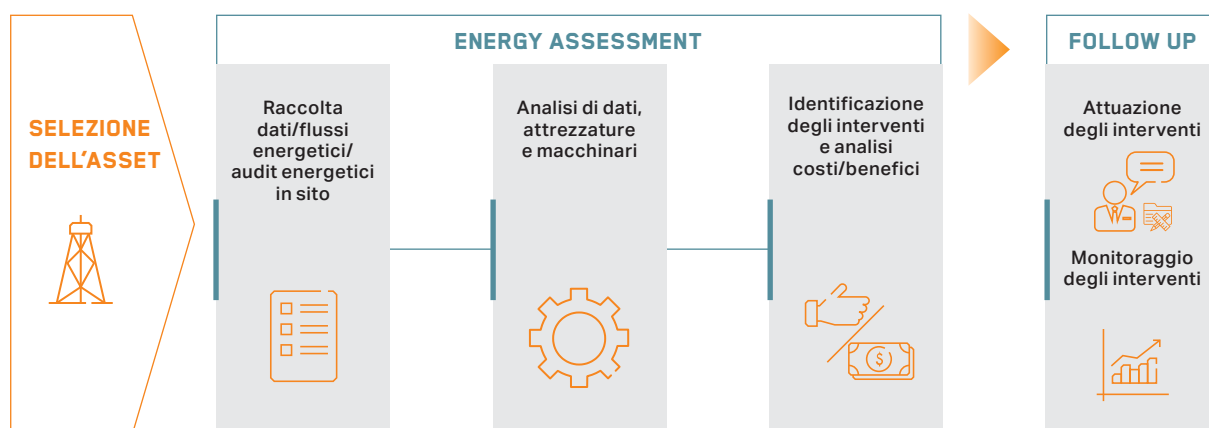 SELEZIONE
DELL'ASSET
ENERGY ASSESSMENT
Raccolta
dati/flussi
energetici/
audit energetici
in sito
Analisi di dati,
attrezzature
e macchinari
Identificazione
degli interventi
e analisi
costi/benefici
$
FOLLOW UP
Attuazione
degli interventi
Monitoraggio
degli interventi